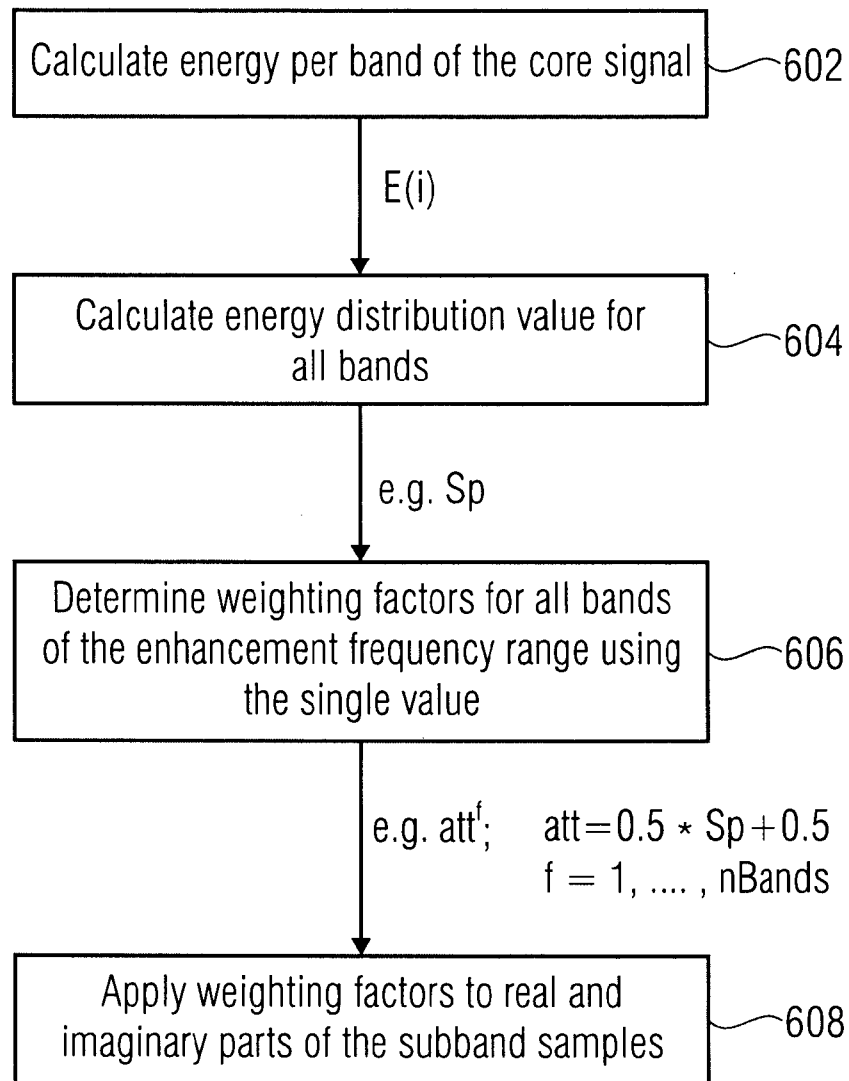 Calculate energy per band of the core signal
602
E(i)
Calculate energy distribution value for
all bands
604
e.g. Sp
Determine weighting factors for all bands
of the enhancement frequency range using
the single value
606
e.g. att^f; att=0.5 * Sp+0.5
f = 1, .... , nBands
Apply weighting factors to real and
imaginary parts of the subband samples
608